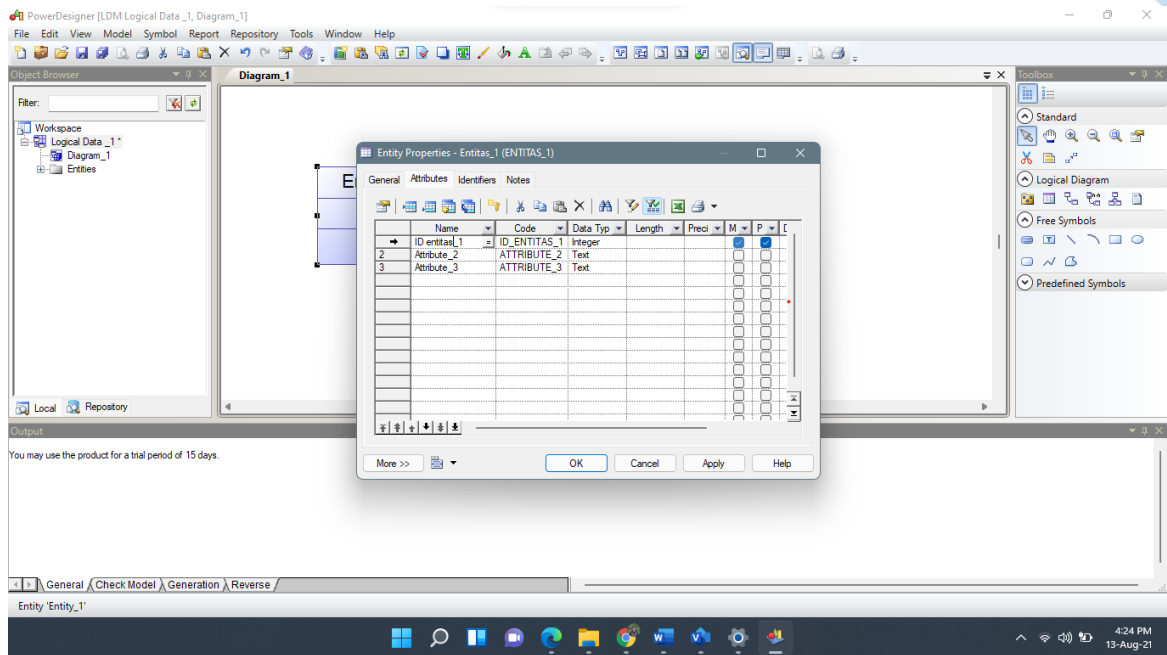 PowerDesigner [LDM Logical Data _1, Diagram_1]
File Edit View Model Symbol Report Repository Tools Window Help
Object Browser
Diagram_1
Toolbox
Filter:
Standard
Workspace
Logical Data _1 *
Diagram_1
Entities
Entity Properties - Entitas_1 (ENTITAS_1)
General Attributes Identifiers Notes
Logical Diagram
Free Symbols
Predefined Symbols
Name Code Data Typ Length Preci M P D
ID entitas_1 = ID_ENTITAS_1 Integer
2 Attribute_2 ATTRIBUTE_2 Text
3 Attribute_3 ATTRIBUTE_3 Text
Local Repository
Output
More >> OK Cancel Apply Help
You may use the product for a trial period of 15 days.
General Check Model Generation Reverse
Entity 'Entity_1'
4:24 PM
13-Aug-21